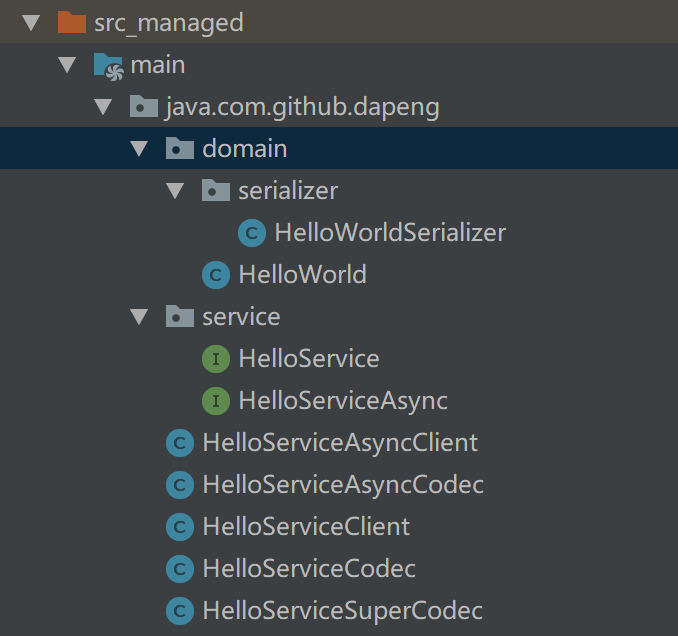 src_managed
main
java.com.github.dapeng
domain
serializer
C HelloWorldSerializer
C HelloWorld
service
I HelloService
I HelloServiceAsync
C HelloServiceAsyncClient
C HelloServiceAsyncCodec
C HelloServiceClient
C HelloServiceCodec
C HelloServiceSuperCodec